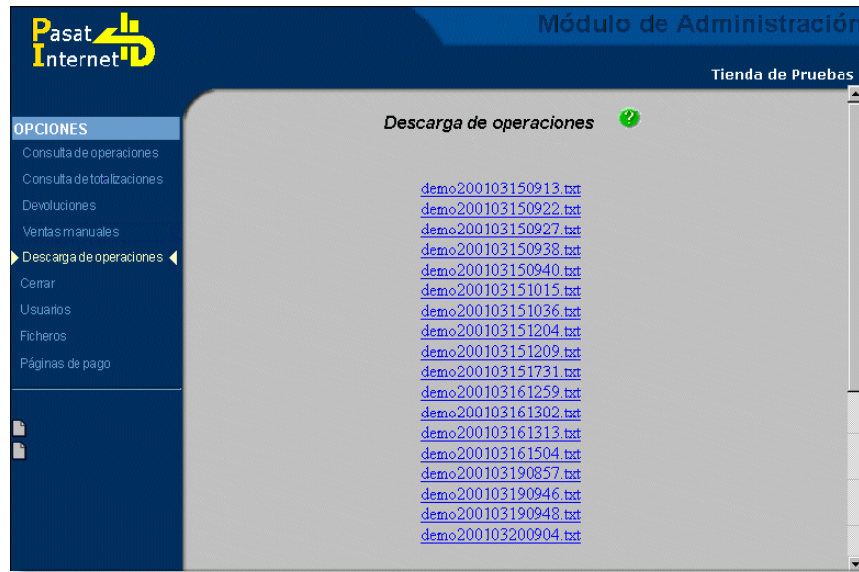 Pasat
Internet
Módulo de Administración
Tienda de Pruebas
OPCIONES
Consulta de operaciones
Consulta de totalizaciones
Devoluciones
Ventas manuales
Descarga de operaciones
Cerrar
Usuarios
Ficheros
Páginas de pago
Descarga de operaciones ?
demo200103150913.txt
demo200103150922.txt
demo200103150927.txt
demo200103150938.txt
demo200103150940.txt
demo200103151015.txt
demo200103151036.txt
demo200103151204.txt
demo200103151209.txt
demo200103151731.txt
demo200103161259.txt
demo200103161302.txt
demo200103161313.txt
demo200103161504.txt
demo200103190857.txt
demo200103190946.txt
demo200103190948.txt
demo200103200904.txt